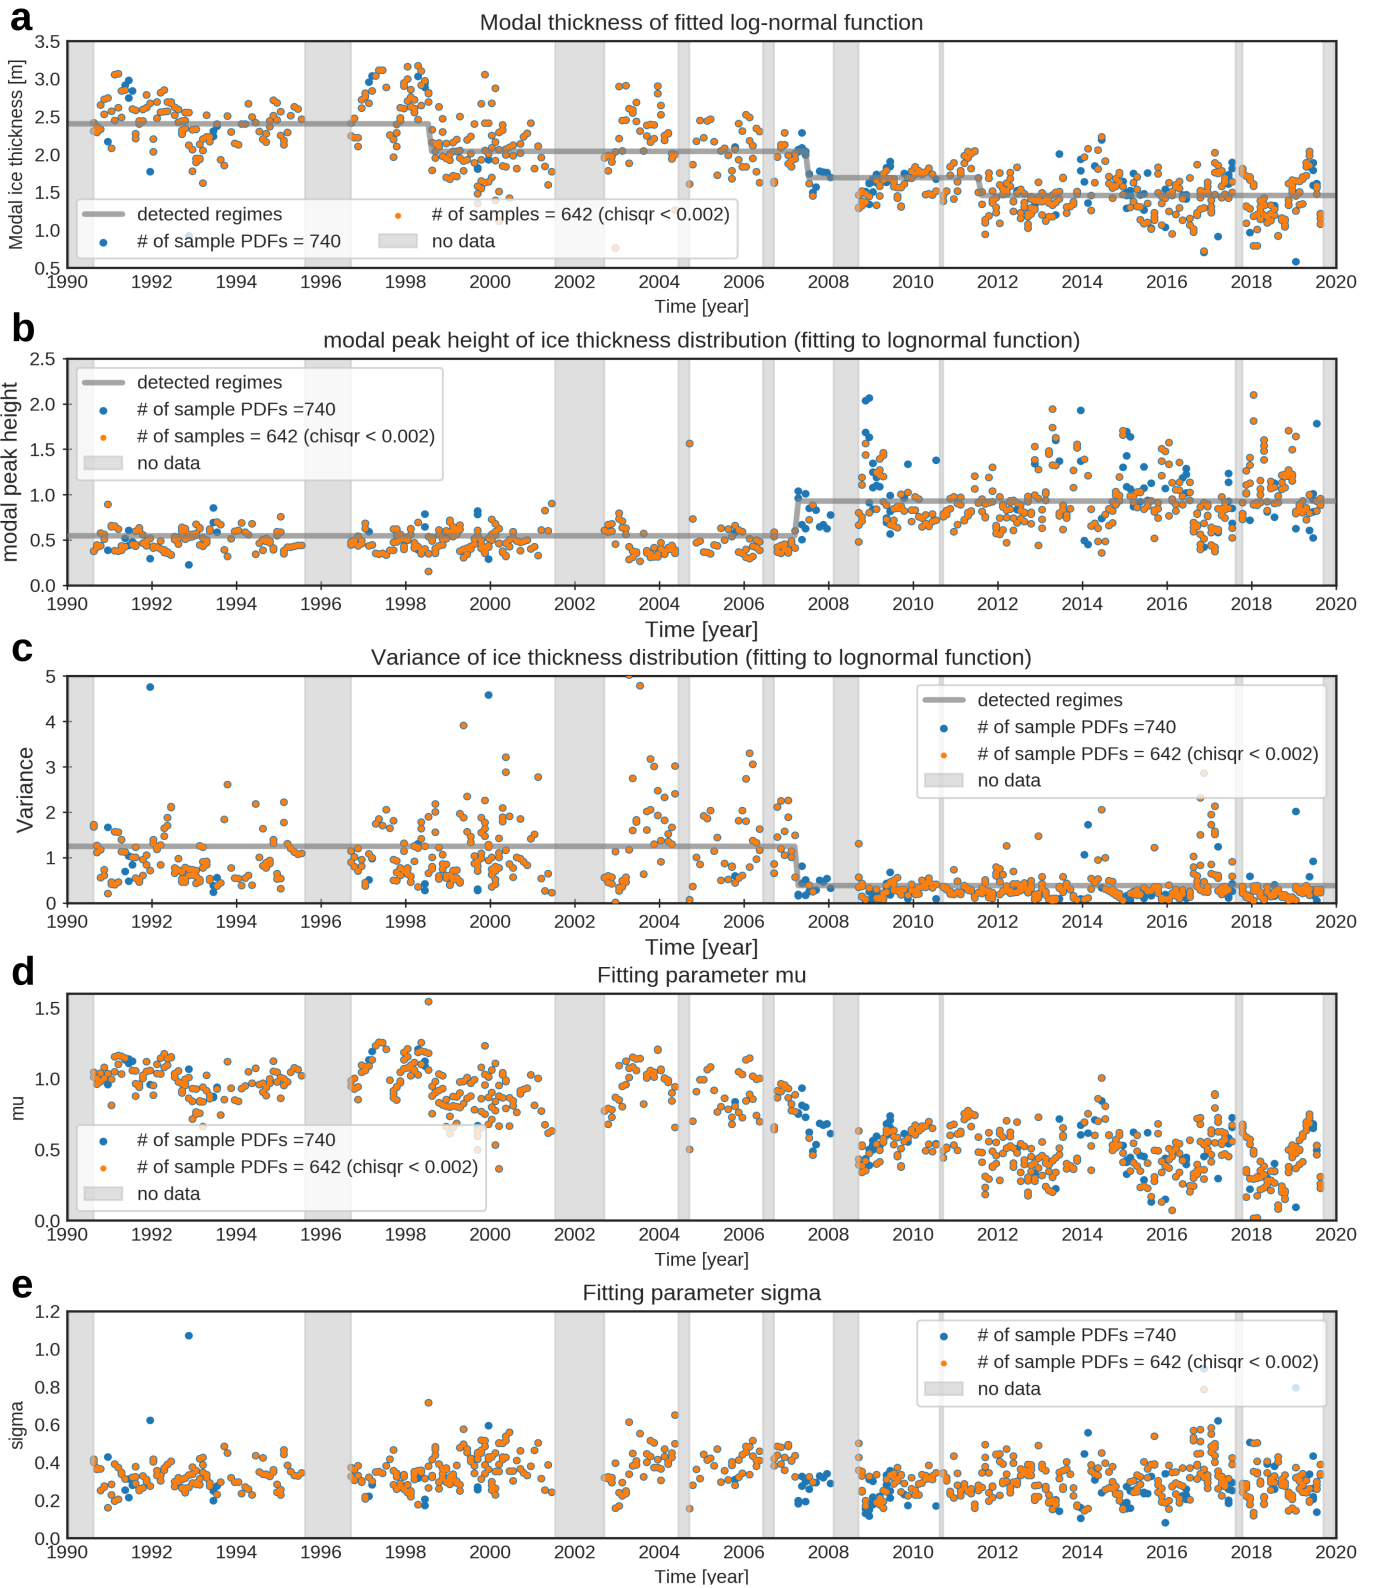 a
Modal thickness of fitted log-normal function
Modal ice thickness [m]
3.5
3.0
2.5
2.0
1.5
1.0
0.5
detected regimes
# of sample PDFs = 740
# of samples = 642 (chisqr < 0.002)
no data
1990 1992 1994 1996 1998 2000 2002 2004 2006 2008 2010 2012 2014 2016 2018 2020
Time [year]
b
modal peak height of ice thickness distribution (fitting to lognormal function)
modal peak height
2.5
2.0
1.5
1.0
0.5
0.0
detected regimes
# of sample PDFs =740
# of samples = 642 (chisqr < 0.002)
no data
1990 1992 1994 1996 1998 2000 2002 2004 2006 2008 2010 2012 2014 2016 2018 2020
Time [year]
c
Variance of ice thickness distribution (fitting to lognormal function)
Variance
5
4
3
2
1
0
detected regimes
# of sample PDFs =740
# of sample PDFs = 642 (chisqr < 0.002)
no data
1990 1992 1994 1996 1998 2000 2002 2004 2006 2008 2010 2012 2014 2016 2018 2020
Time [year]
d
Fitting parameter mu
mu
1.5
1.0
0.5
0.0
# of sample PDFs =740
# of sample PDFs = 642 (chisqr < 0.002)
no data
1990 1992 1994 1996 1998 2000 2002 2004 2006 2008 2010 2012 2014 2016 2018 2020
Time [year]
e
Fitting parameter sigma
sigma
1.2
1.0
0.8
0.6
0.4
0.2
0.0
# of sample PDFs =740
# of sample PDFs = 642 (chisqr < 0.002)
no data
1990 1992 1994 1996 1998 2000 2002 2004 2006 2008 2010 2012 2014 2016 2018 2020
Time [year]